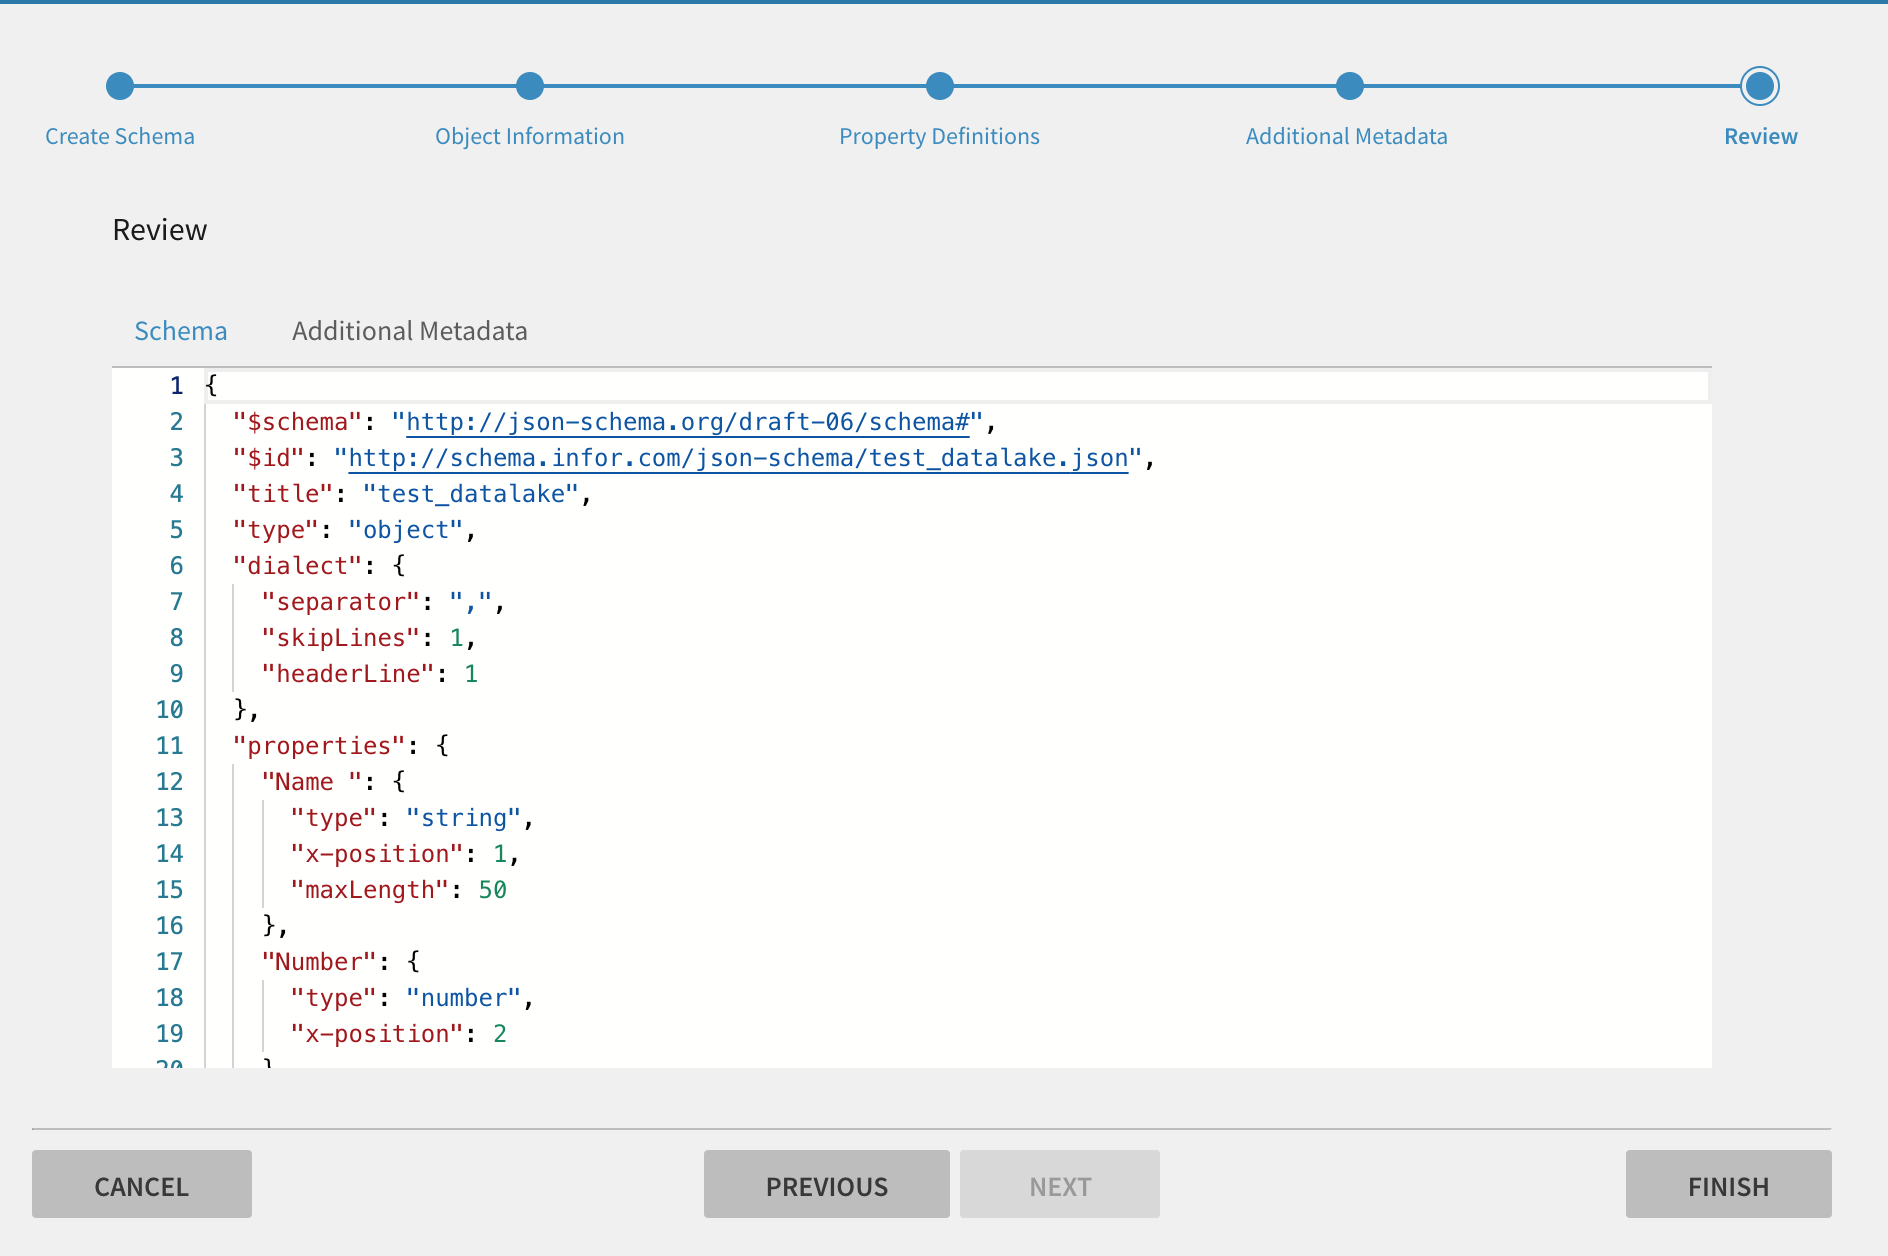 Create Schema
Object Information
Property Definitions
Additional Metadata
Review
Review
Schema
Additional Metadata
1 {
2 "$schema": "http://json-schema.org/draft-06/schema#",
3 "$id": "http://schema.infor.com/json-schema/test_datalake.json",
4 "title": "test_datalake",
5 "type": "object",
6 "dialect": {
7 "separator": ",",
8 "skipLines": 1,
9 "headerLine": 1
10 },
11 "properties": {
12 "Name ": {
13 "type": "string",
14 "x-position": 1,
15 "maxLength": 50
16 },
17 "Number": {
18 "type": "number",
19 "x-position": 2
20 }
CANCEL
PREVIOUS
NEXT
FINISH